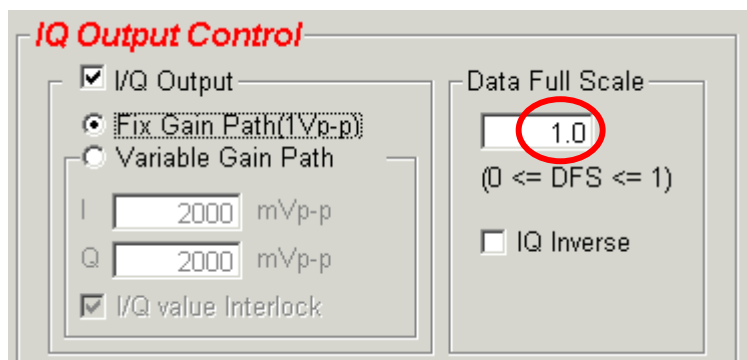 IQ Output Control
I/Q Output
Fix Gain Path(1Vp-p)
Variable Gain Path
I 2000 mVp-p
Q 2000 mVp-p
I/Q value Interlock
Data Full Scale
1.0
(0 <= DFS <= 1)
IQ Inverse